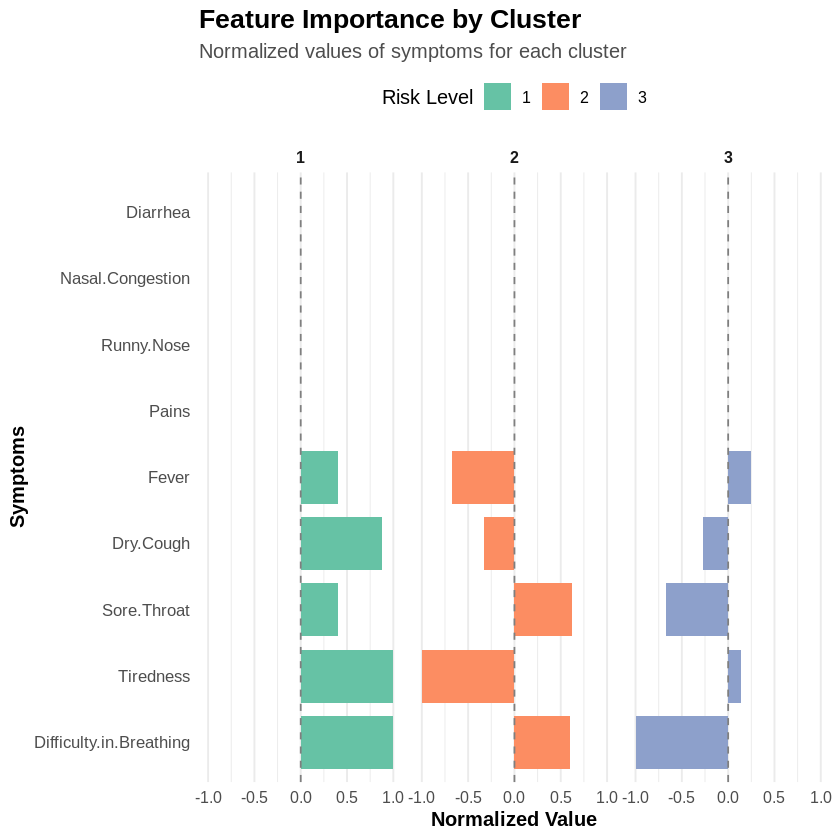 Feature Importance by Cluster
Normalized values of symptoms for each cluster
Risk Level 1 2 3
1 2 3
Diarrhea
Nasal.Congestion
Runny.Nose
Pains
Fever
Dry.Cough
Sore.Throat
Tiredness
Difficulty.in.Breathing
Symptoms
-1.0 -0.5 0.0 0.5 1.0 -1.0 -0.5 0.0 0.5 1.0 -1.0 -0.5 0.0 0.5 1.0
Normalized Value